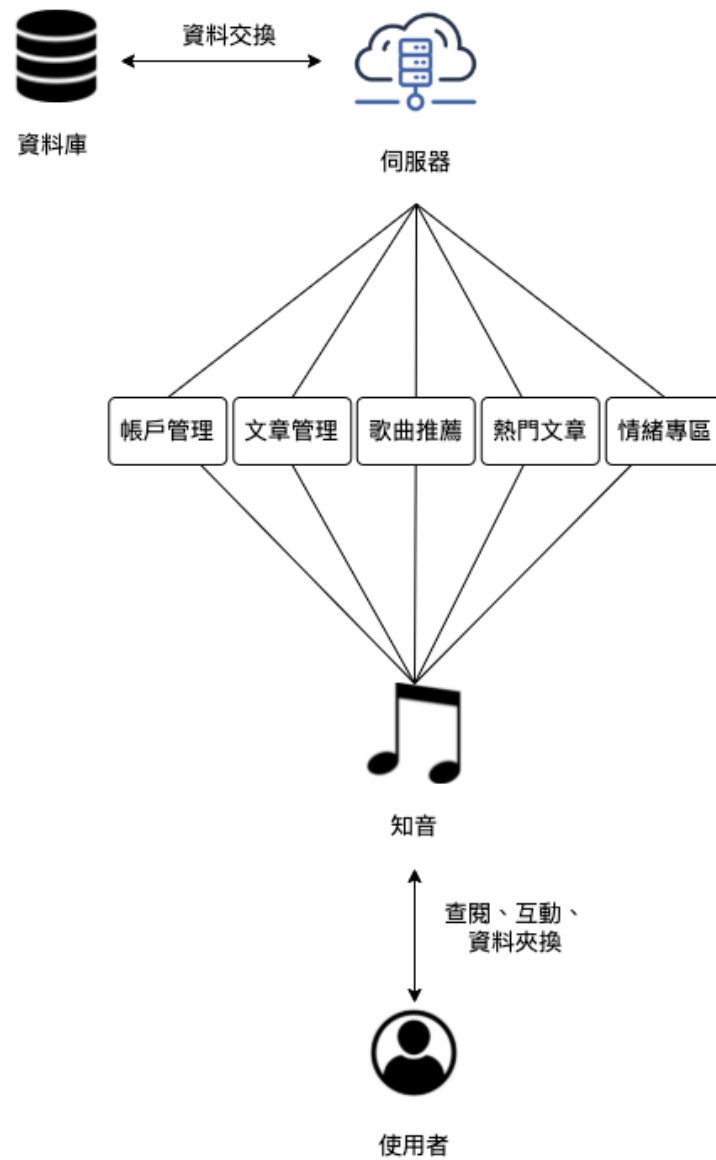 資料交換
資料庫
伺服器
帳戶管理
文章管理
歌曲推薦
熱門文章
情緒專區
知音
查閱、互動、
資料夾換
使用者